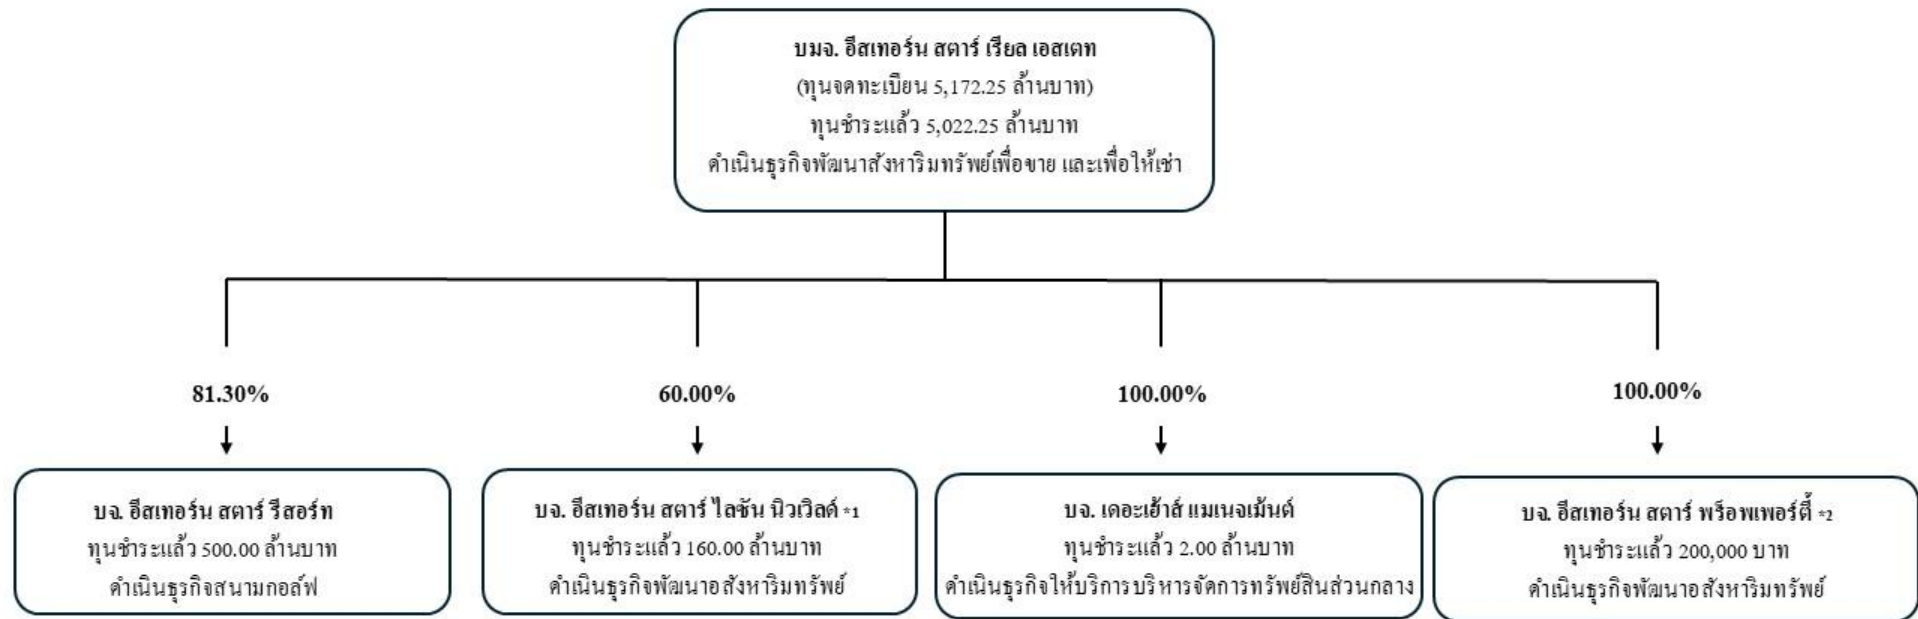 บมจ. อีสเทอร์น สตาร์ เรียล เอสเตท
(ทุนจดทะเบียน 5,172.25 ล้านบาท)
ทุนชำระแล้ว 5,022.25 ล้านบาท
ดำเนินธุรกิจพัฒนาสังหาริมทรัพย์เพื่อขาย และเพื่อให้เช่า
81.30%
60.00%
100.00%
100.00%
บจ. อีสเทอร์น สตาร์ รีสอร์ท
ทุนชำระแล้ว 500.00 ล้านบาท
ดำเนินธุรกิจสนามกอล์ฟ
บจ. อีสเทอร์น สตาร์ ไลซัน นิวเวิลด์ *1
ทุนชำระแล้ว 160.00 ล้านบาท
ดำเนินธุรกิจพัฒนาอสังหาริมทรัพย์
บจ. เดอะเฮ้าส์ แมเนจเม้นต์
ทุนชำระแล้ว 2.00 ล้านบาท
ดำเนินธุรกิจให้บริการบริหารจัดการทรัพย์สินส่วนกลาง
บจ. อีสเทอร์น สตาร์ พร็อพเพอร์ตี้ *2
ทุนชำระแล้ว 200,000 บาท
ดำเนินธุรกิจพัฒนาอสังหาริมทรัพย์